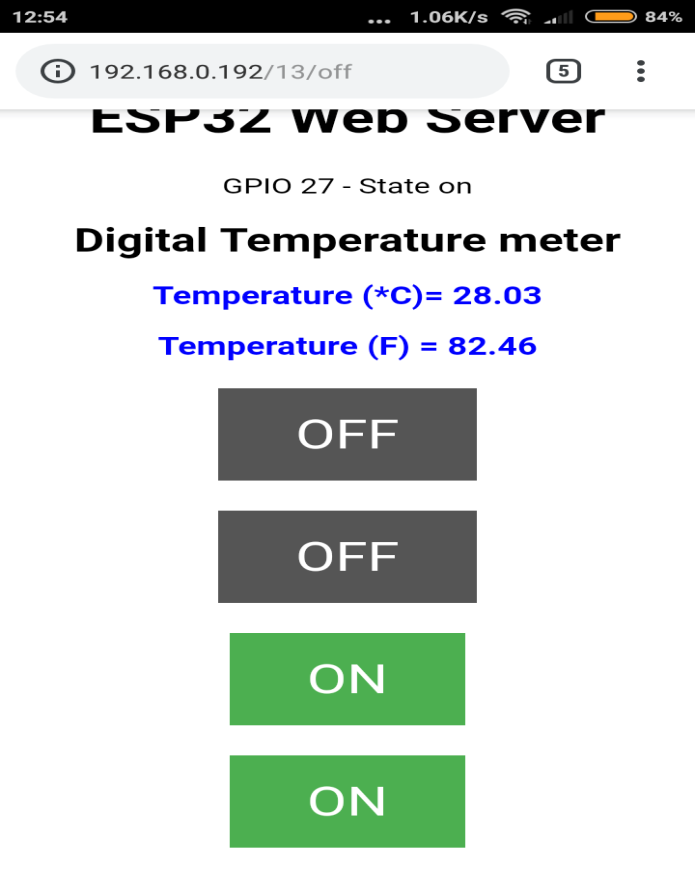 12:54 ... 1.06K/s 84%
192.168.0.192/13/off 5
ESP32 Web Server
GPIO 27 - State on
Digital Temperature meter
Temperature (*C)= 28.03
Temperature (F) = 82.46
OFF
OFF
ON
ON